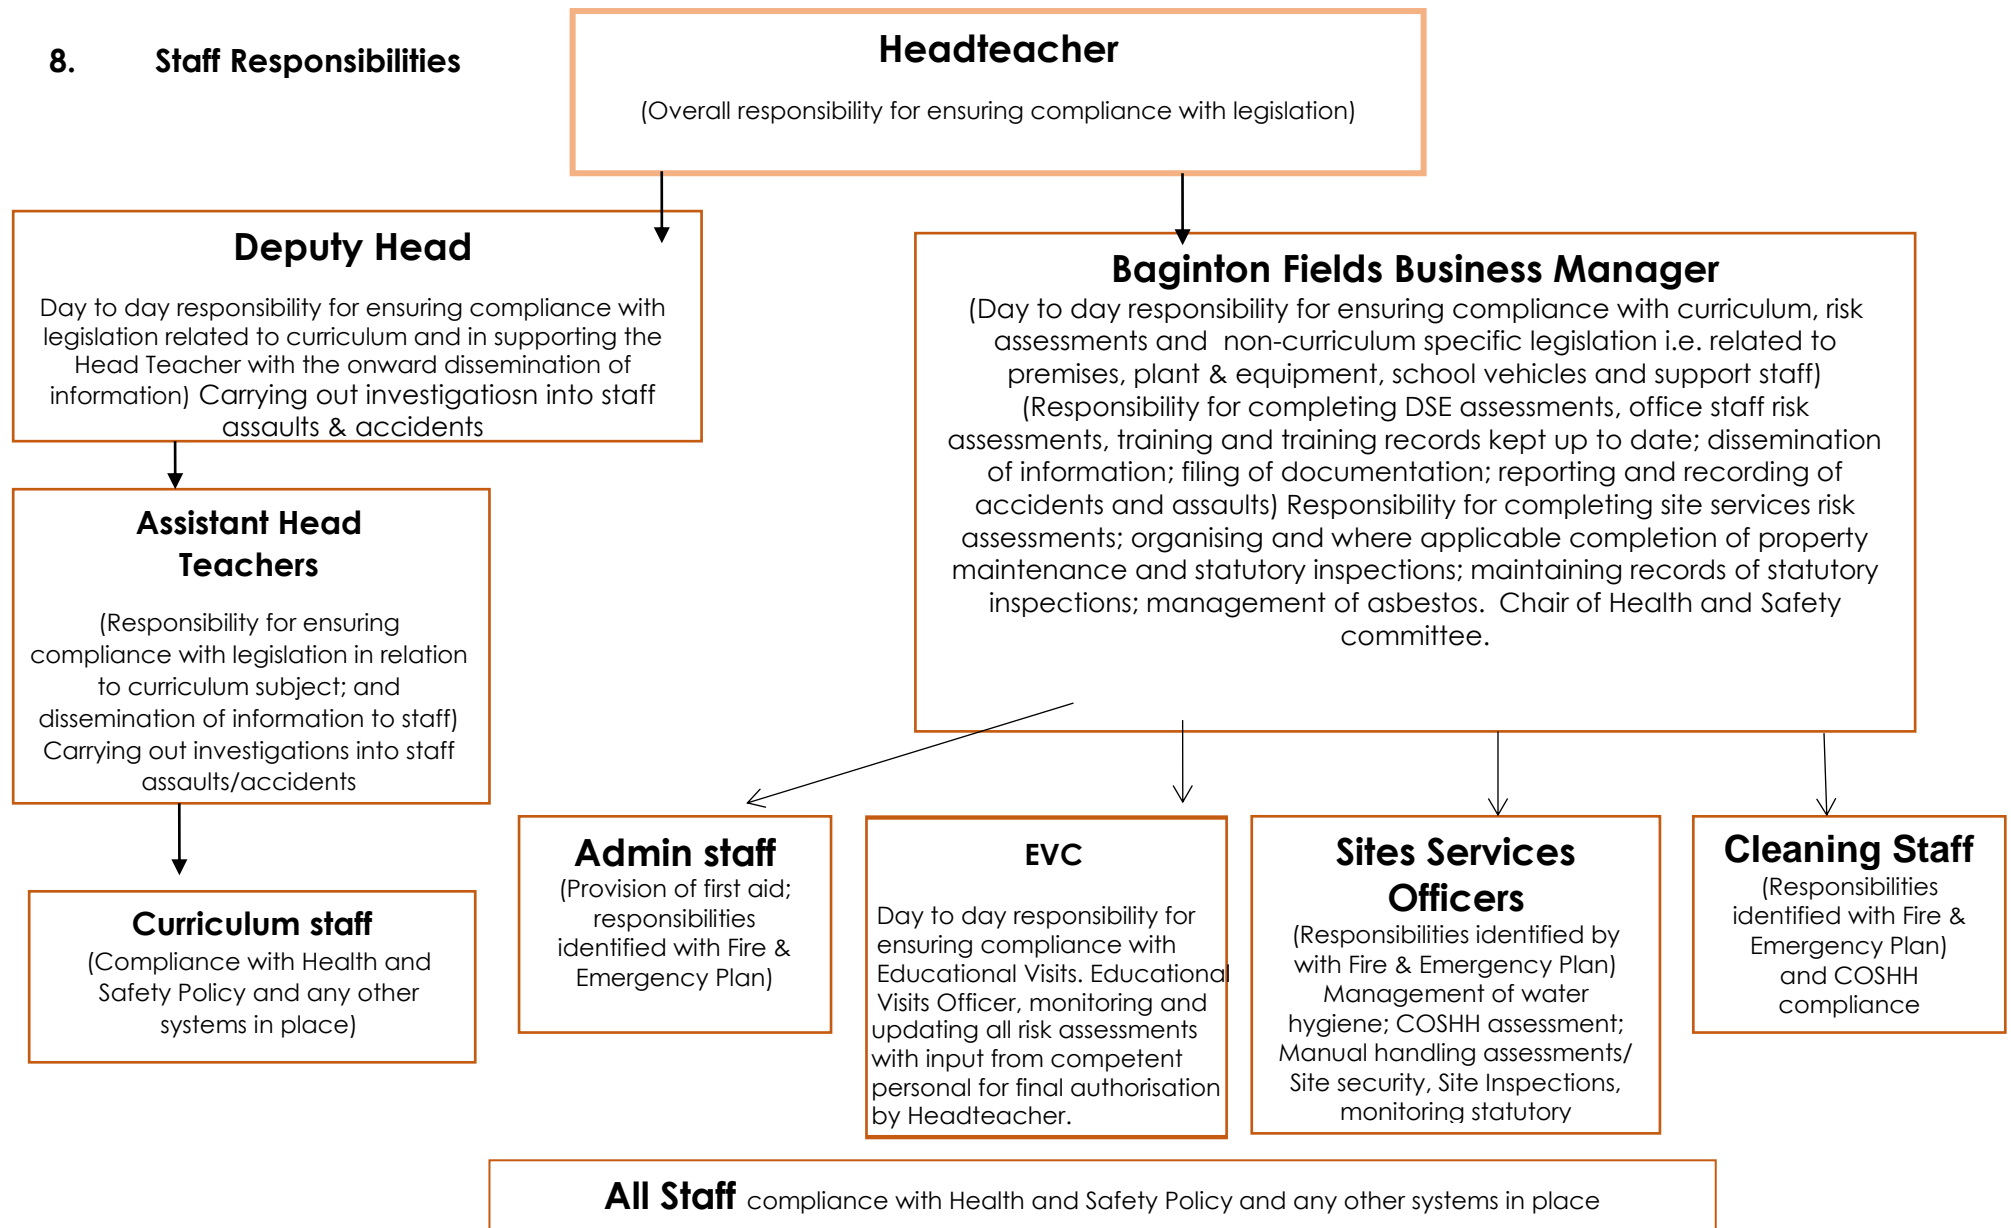 8. Staff Responsibilities
Headteacher
(Overall responsibility for ensuring compliance with legislation)
Deputy Head
Day to day responsibility for ensuring compliance with
legislation related to curriculum and in supporting the
Head Teacher with the onward dissemination of
information) Carrying out investigatiosn into staff
assaults & accidents
Baginton Fields Business Manager
(Day to day responsibility for ensuring compliance with curriculum, risk
assessments and non-curriculum specific legislation i.e. related to
premises, plant & equipment, school vehicles and support staff)
(Responsibility for completing DSE assessments, office staff risk
assessments, training and training records kept up to date; dissemination
of information; filing of documentation; reporting and recording of
accidents and assaults) Responsibility for completing site services risk
assessments; organising and where applicable completion of property
maintenance and statutory inspections; maintaining records of statutory
inspections; management of asbestos. Chair of Health and Safety
committee.
Assistant Head
Teachers
(Responsibility for ensuring
compliance with legislation in relation
to curriculum subject; and
dissemination of information to staff)
Carrying out investigations into staff
assaults/accidents
Curriculum staff
(Compliance with Health and
Safety Policy and any other
systems in place)
Admin staff
(Provision of first aid;
responsibilities
identified with Fire &
Emergency Plan)
EVC
Day to day responsibility for
ensuring compliance with
Educational Visits. Educational
Visits Officer, monitoring and
updating all risk assessments
with input from competent
personal for final authorisation
by Headteacher.
Sites Services
Officers
(Responsibilities identified by
with Fire & Emergency Plan)
Management of water
hygiene; COSHH assessment;
Manual handling assessments/
Site security, Site Inspections,
monitoring statutory
Cleaning Staff
(Responsibilities
identified with Fire &
Emergency Plan)
and COSHH
compliance
All Staff compliance with Health and Safety Policy and any other systems in place